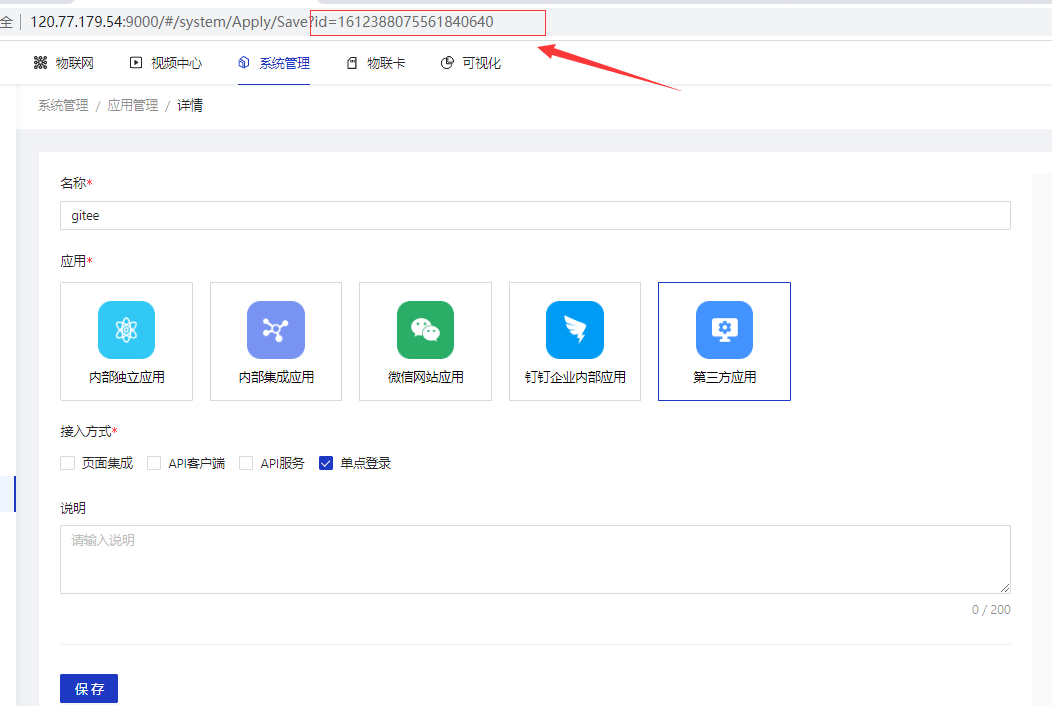 全 120.77.179.54:9000/#/system/Apply/Save?id=1612388075561840640
物联网 视频中心 系统管理 物联卡 可视化
系统管理 / 应用管理 / 详情
名称*
gitee
应用*
内部独立应用 内部集成应用 微信网站应用 钉钉企业内部应用 第三方应用
接入方式*
页面集成 API客户端 API服务 单点登录
说明
请输入说明
0 / 200
保存